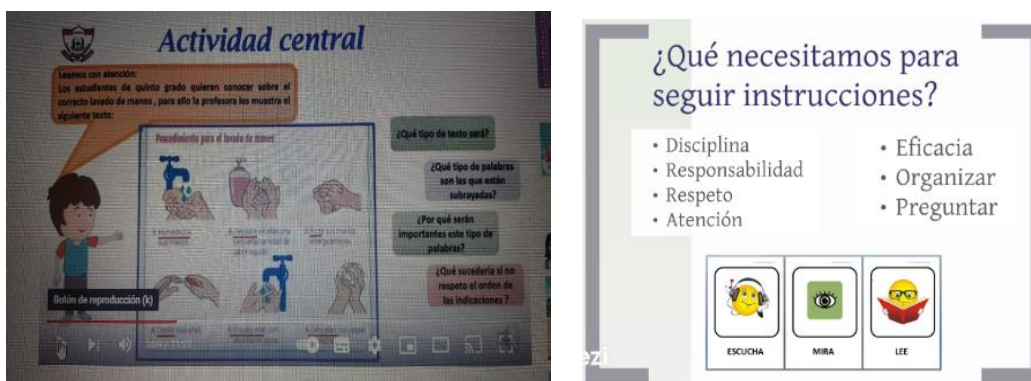 Actividad central
Leemos con atención:
Los estudiantes de quinto grado quieren conocer sobre el
correcto lavado de manos , para ello la profesora les muestra el
siguiente texto:
Procedimiento para el lavado de manos
¿Qué tipo de texto será?
¿Qué tipo de palabras
son las que están
subrayadas?
¿Por qué serán
importantes este tipo de
palabras?
¿Qué sucedería si no
respeto el orden de
las indicaciones ?
Botón de reproducción (k)
¿Qué necesitamos para
seguir instrucciones?
• Disciplina
• Responsabilidad
• Respeto
• Atención
• Eficacia
• Organizar
• Preguntar
ESCUCHA
MIRA
LEE
ezi